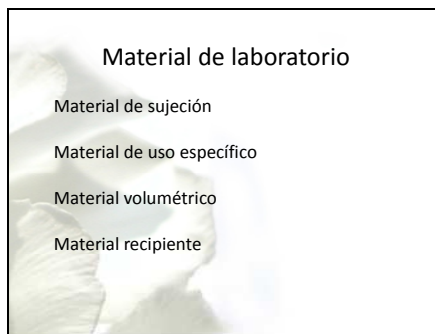 Material de laboratorio
Material de sujeción
Material de uso específico
Material volumétrico
Material recipiente